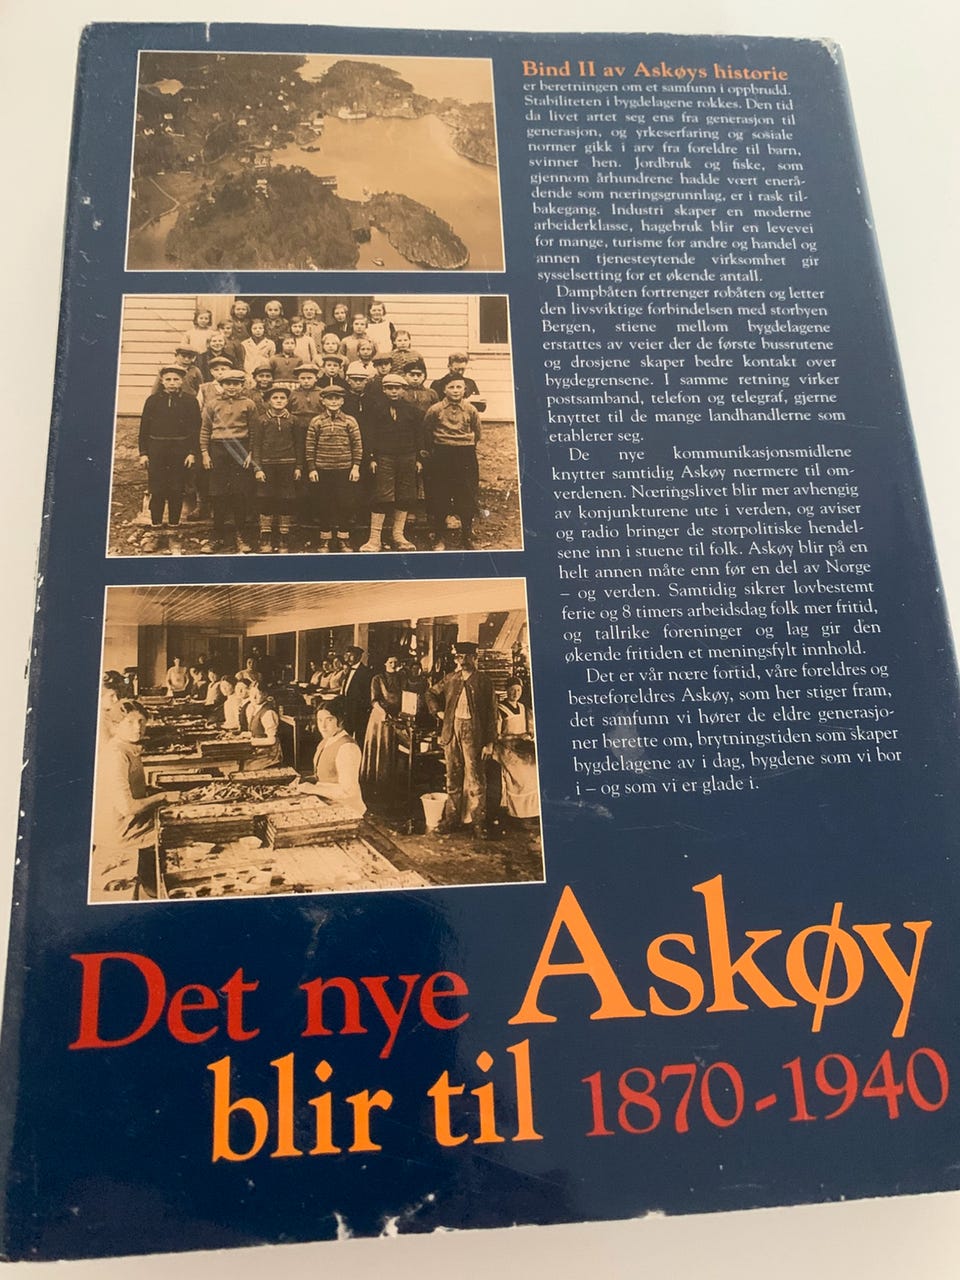 Bind II av Askøys historie
er beretningen om et samfunn i oppbrudd.
Stabiliteten i bygdelagene rokkes. Den tid
da livet artet seg ens fra generasjon til
generasjon, og yrkeserfaring og sosiale
normer gikk i arv fra foreldre til barn,
svinner hen. Jordbruk og fiske, som
gjennom århundrene hadde vært enerå-
dende som næringsgrunnlag, er i rask til-
bakegang. Industri skaper en moderne
arbeiderklasse, hagebruk blir en levevei
for mange, turisme for andre og handel og
annen tjenesteytende virksomhet gir
sysselsetting for et økende antall.
Dampbåten fortrenger robåten og letter
den livsviktige forbindelsen med storbyen
Bergen, stiene mellom bygdelagene
erstattes av veier der de første bussrutene
og drosjene skaper bedre kontakt over
bygdegrensene. I samme retning virker
postsamband, telefon og telegraf, gjerne
knyttet til de mange landhandlerne som
etablerer seg.
De nye kommunikasjonsmidlene
knytter samtidig Askøy nærmere til om-
verdenen. Næringslivet blir mer avhengig
av konjunkturene ute i verden, og aviser
og radio bringer de storpolitiske hendel-
sene inn i stuene til folk. Askøy blir på en
helt annen måte enn før en del av Norge
– og verden. Samtidig sikrer lovbestemt
ferie og 8 timers arbeidsdag folk mer fritid,
og tallrike foreninger og lag gir den
økende fritiden et meningsfylt innhold.
Det er vår nære fortid, våre foreldres og
besteforeldres Askøy, som her stiger fram,
det samfunn vi hører de eldre generasjo-
ner berette om, brytningstiden som skaper
bygdelagene av i dag, bygdene som vi bor
i – og som vi er glade i.
Det nye Askøy
blir til 1870-1940